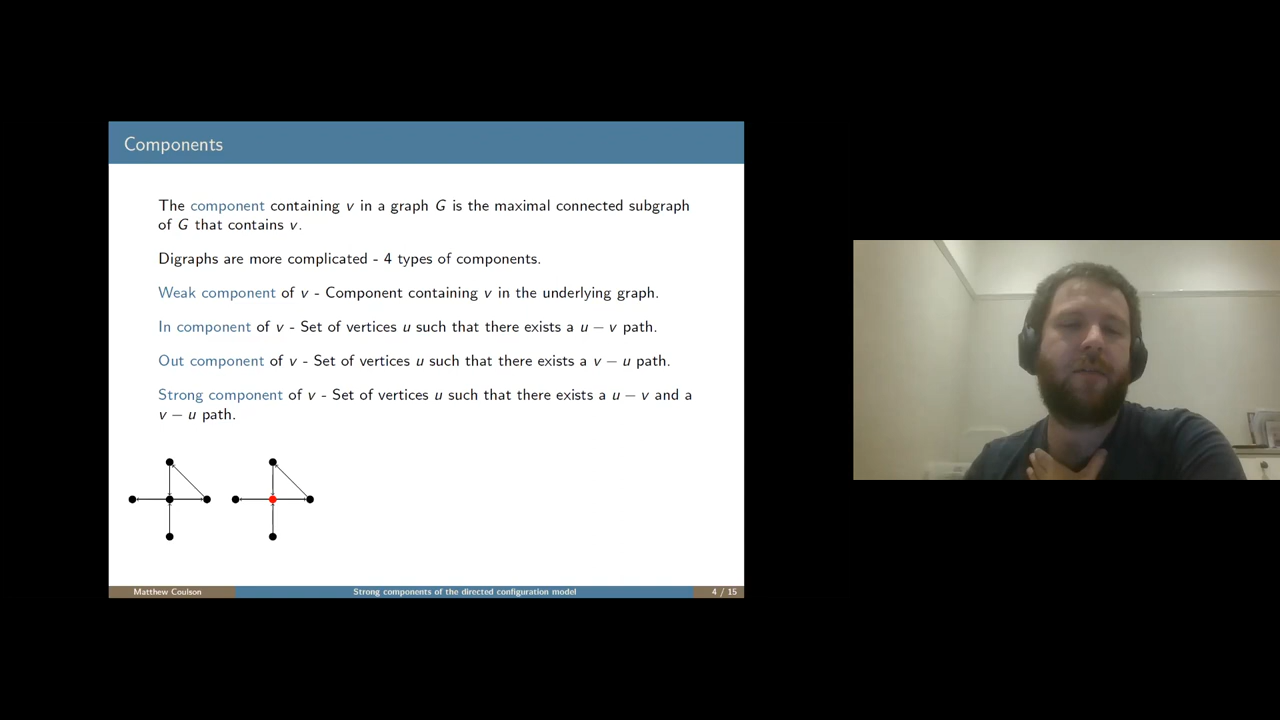 Components
The component containing v in a graph G is the maximal connected subgraph
of G that contains v.
Digraphs are more complicated - 4 types of components.
Weak component of v - Component containing v in the underlying graph.
In component of v - Set of vertices u such that there exists a u − v path.
Out component of v - Set of vertices u such that there exists a v − u path.
Strong component of v - Set of vertices u such that there exists a u − v and a
v − u path.
Matthew Coulson
Strong components of the directed configuration model
4 / 15